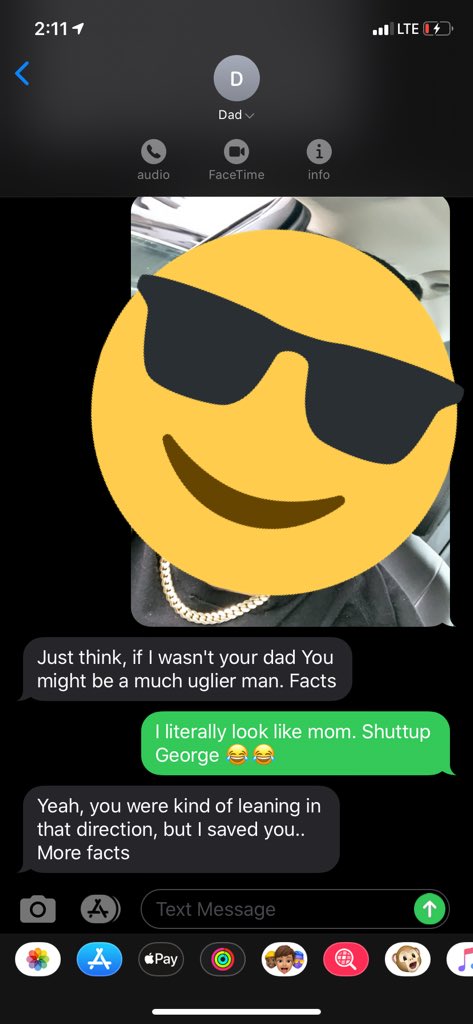 2:11
LTE
D
Dad
audio
FaceTime
info
Just think, if I wasn't your dad You
might be a much uglier man. Facts
I literally look like mom. Shuttup
George 😂😂
Yeah, you were kind of leaning in
that direction, but I saved you..
More facts
Text Message
Pay